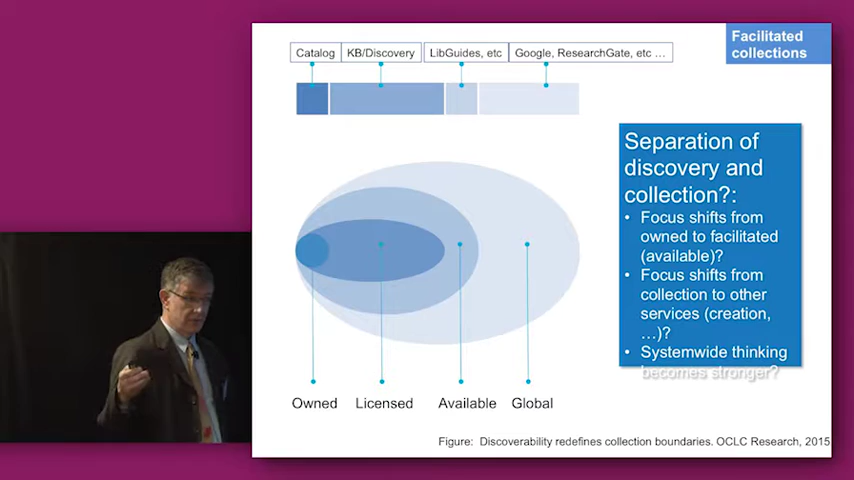 Facilitated
collections
Catalog
KB/Discovery
LibGuides, etc
Google, ResearchGate, etc ...
Separation of
discovery and
collection?:
• Focus shifts from
owned to facilitated
(available)?
• Focus shifts from
collection to other
services (creation,
...)?
• Systemwide thinking
becomes stronger?
Owned
Licensed
Available
Global
Figure: Discoverability redefines collection boundaries. OCLC Research, 2015